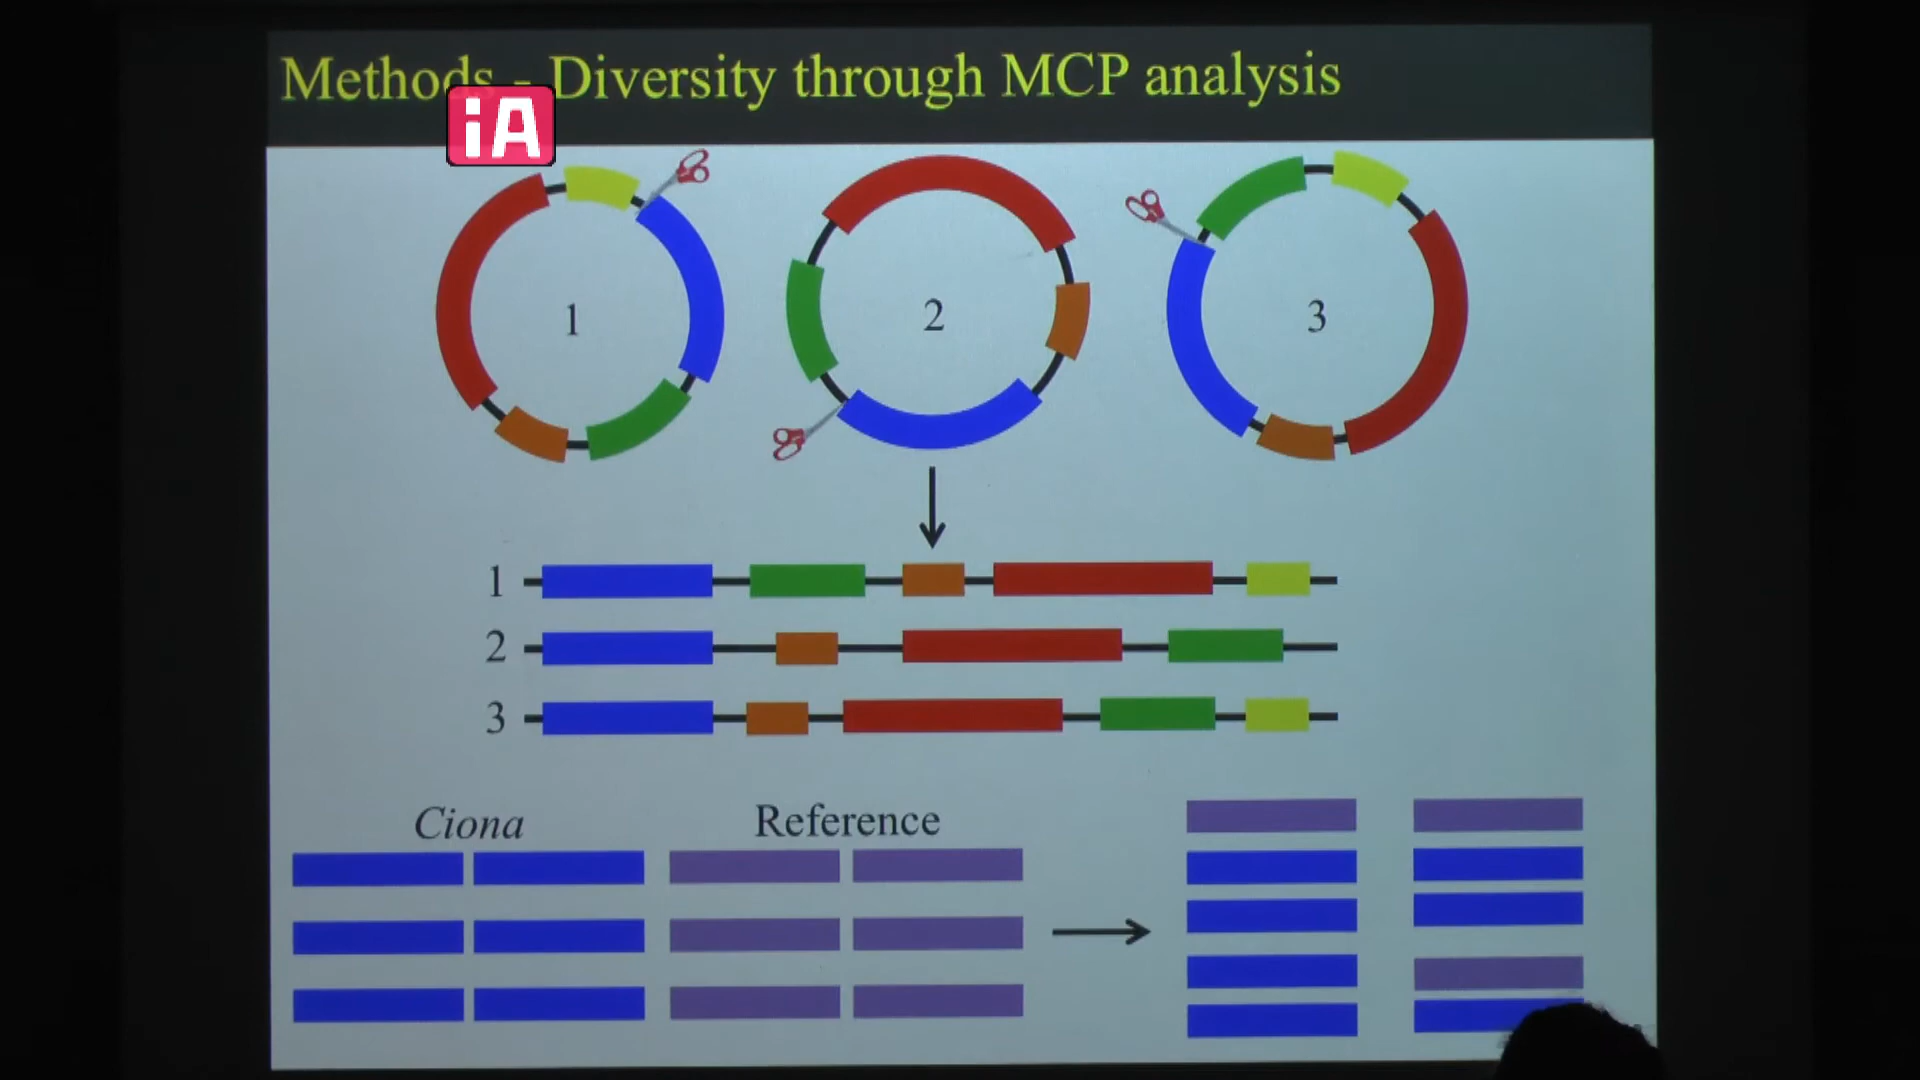 Methods - Diversity through MCP analysis
iA
1
2
3
1
2
3
Ciona
Reference